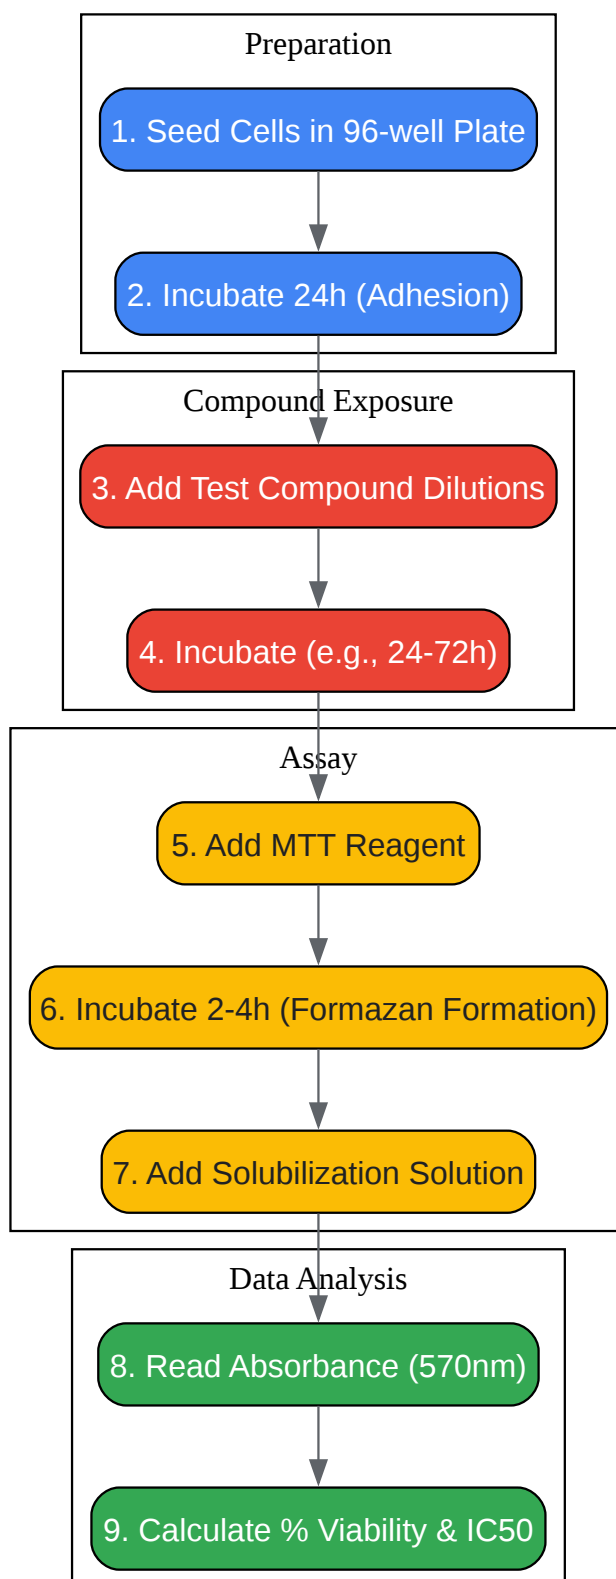 Preparation
1. Seed Cells in 96-well Plate
2. Incubate 24h (Adhesion)
Compound Exposure
3. Add Test Compound Dilutions
4. Incubate (e.g., 24-72h)
Assay
5. Add MTT Reagent
6. Incubate 2-4h (Formazan Formation)
7. Add Solubilization Solution
Data Analysis
8. Read Absorbance (570nm)
9. Calculate % Viability & IC50